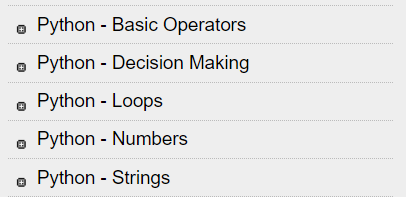 Python - Basic Operators
Python - Decision Making
Python - Loops
Python - Numbers
Python - Strings